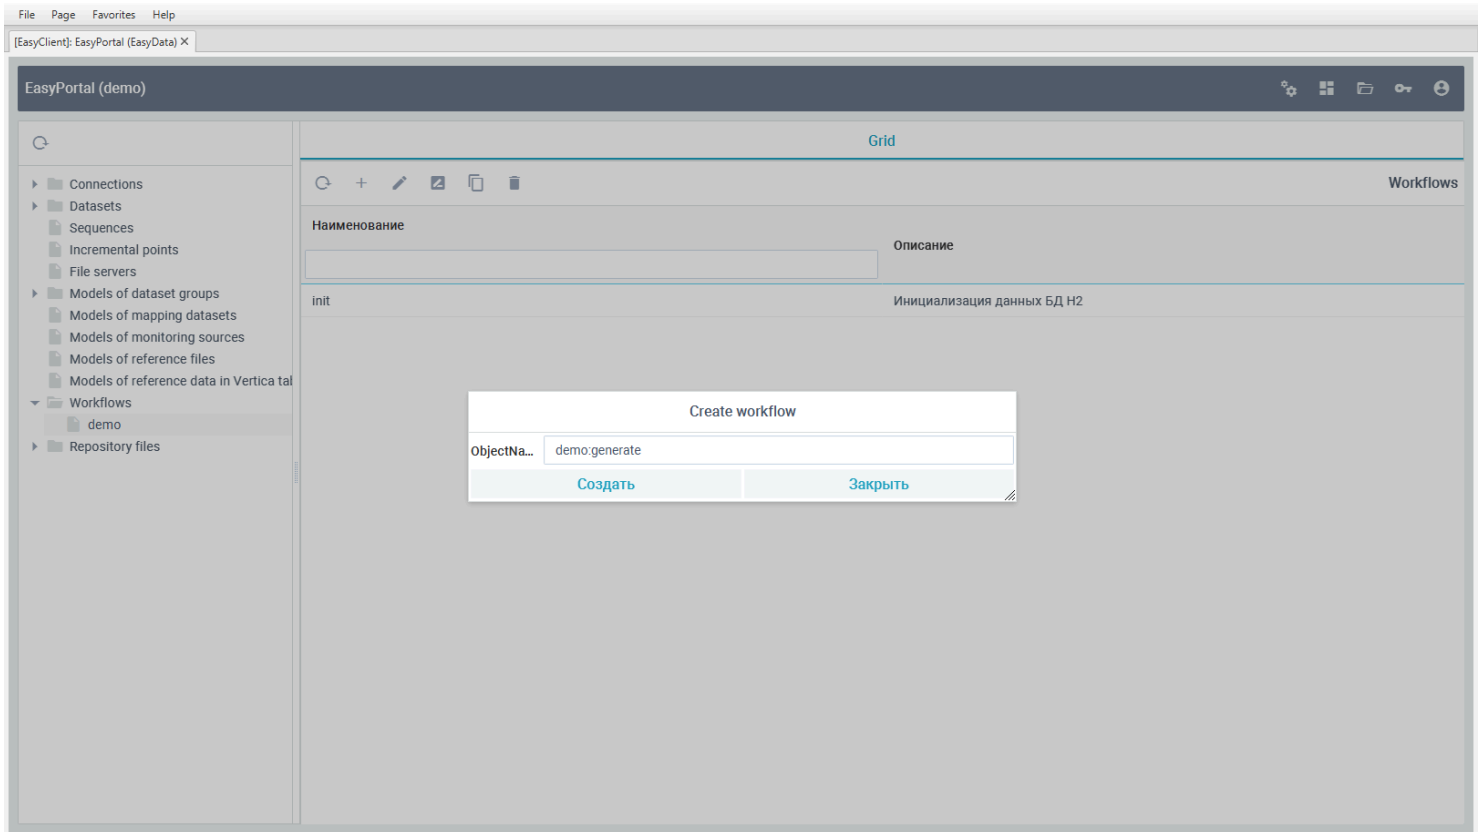 File Page Favorites Help
[EasyClient]: EasyPortal (EasyData) ×
EasyPortal (demo)
Grid
Connections
Datasets
Sequences
Incremental points
File servers
Models of dataset groups
Models of mapping datasets
Models of monitoring sources
Models of reference files
Models of reference data in Vertica tal
Workflows
demo
Repository files
Workflows
Наименование
Описание
init
Инициализация данных БД H2
Create workflow
ObjectNa...
demo:generate
Создать
Закрыть